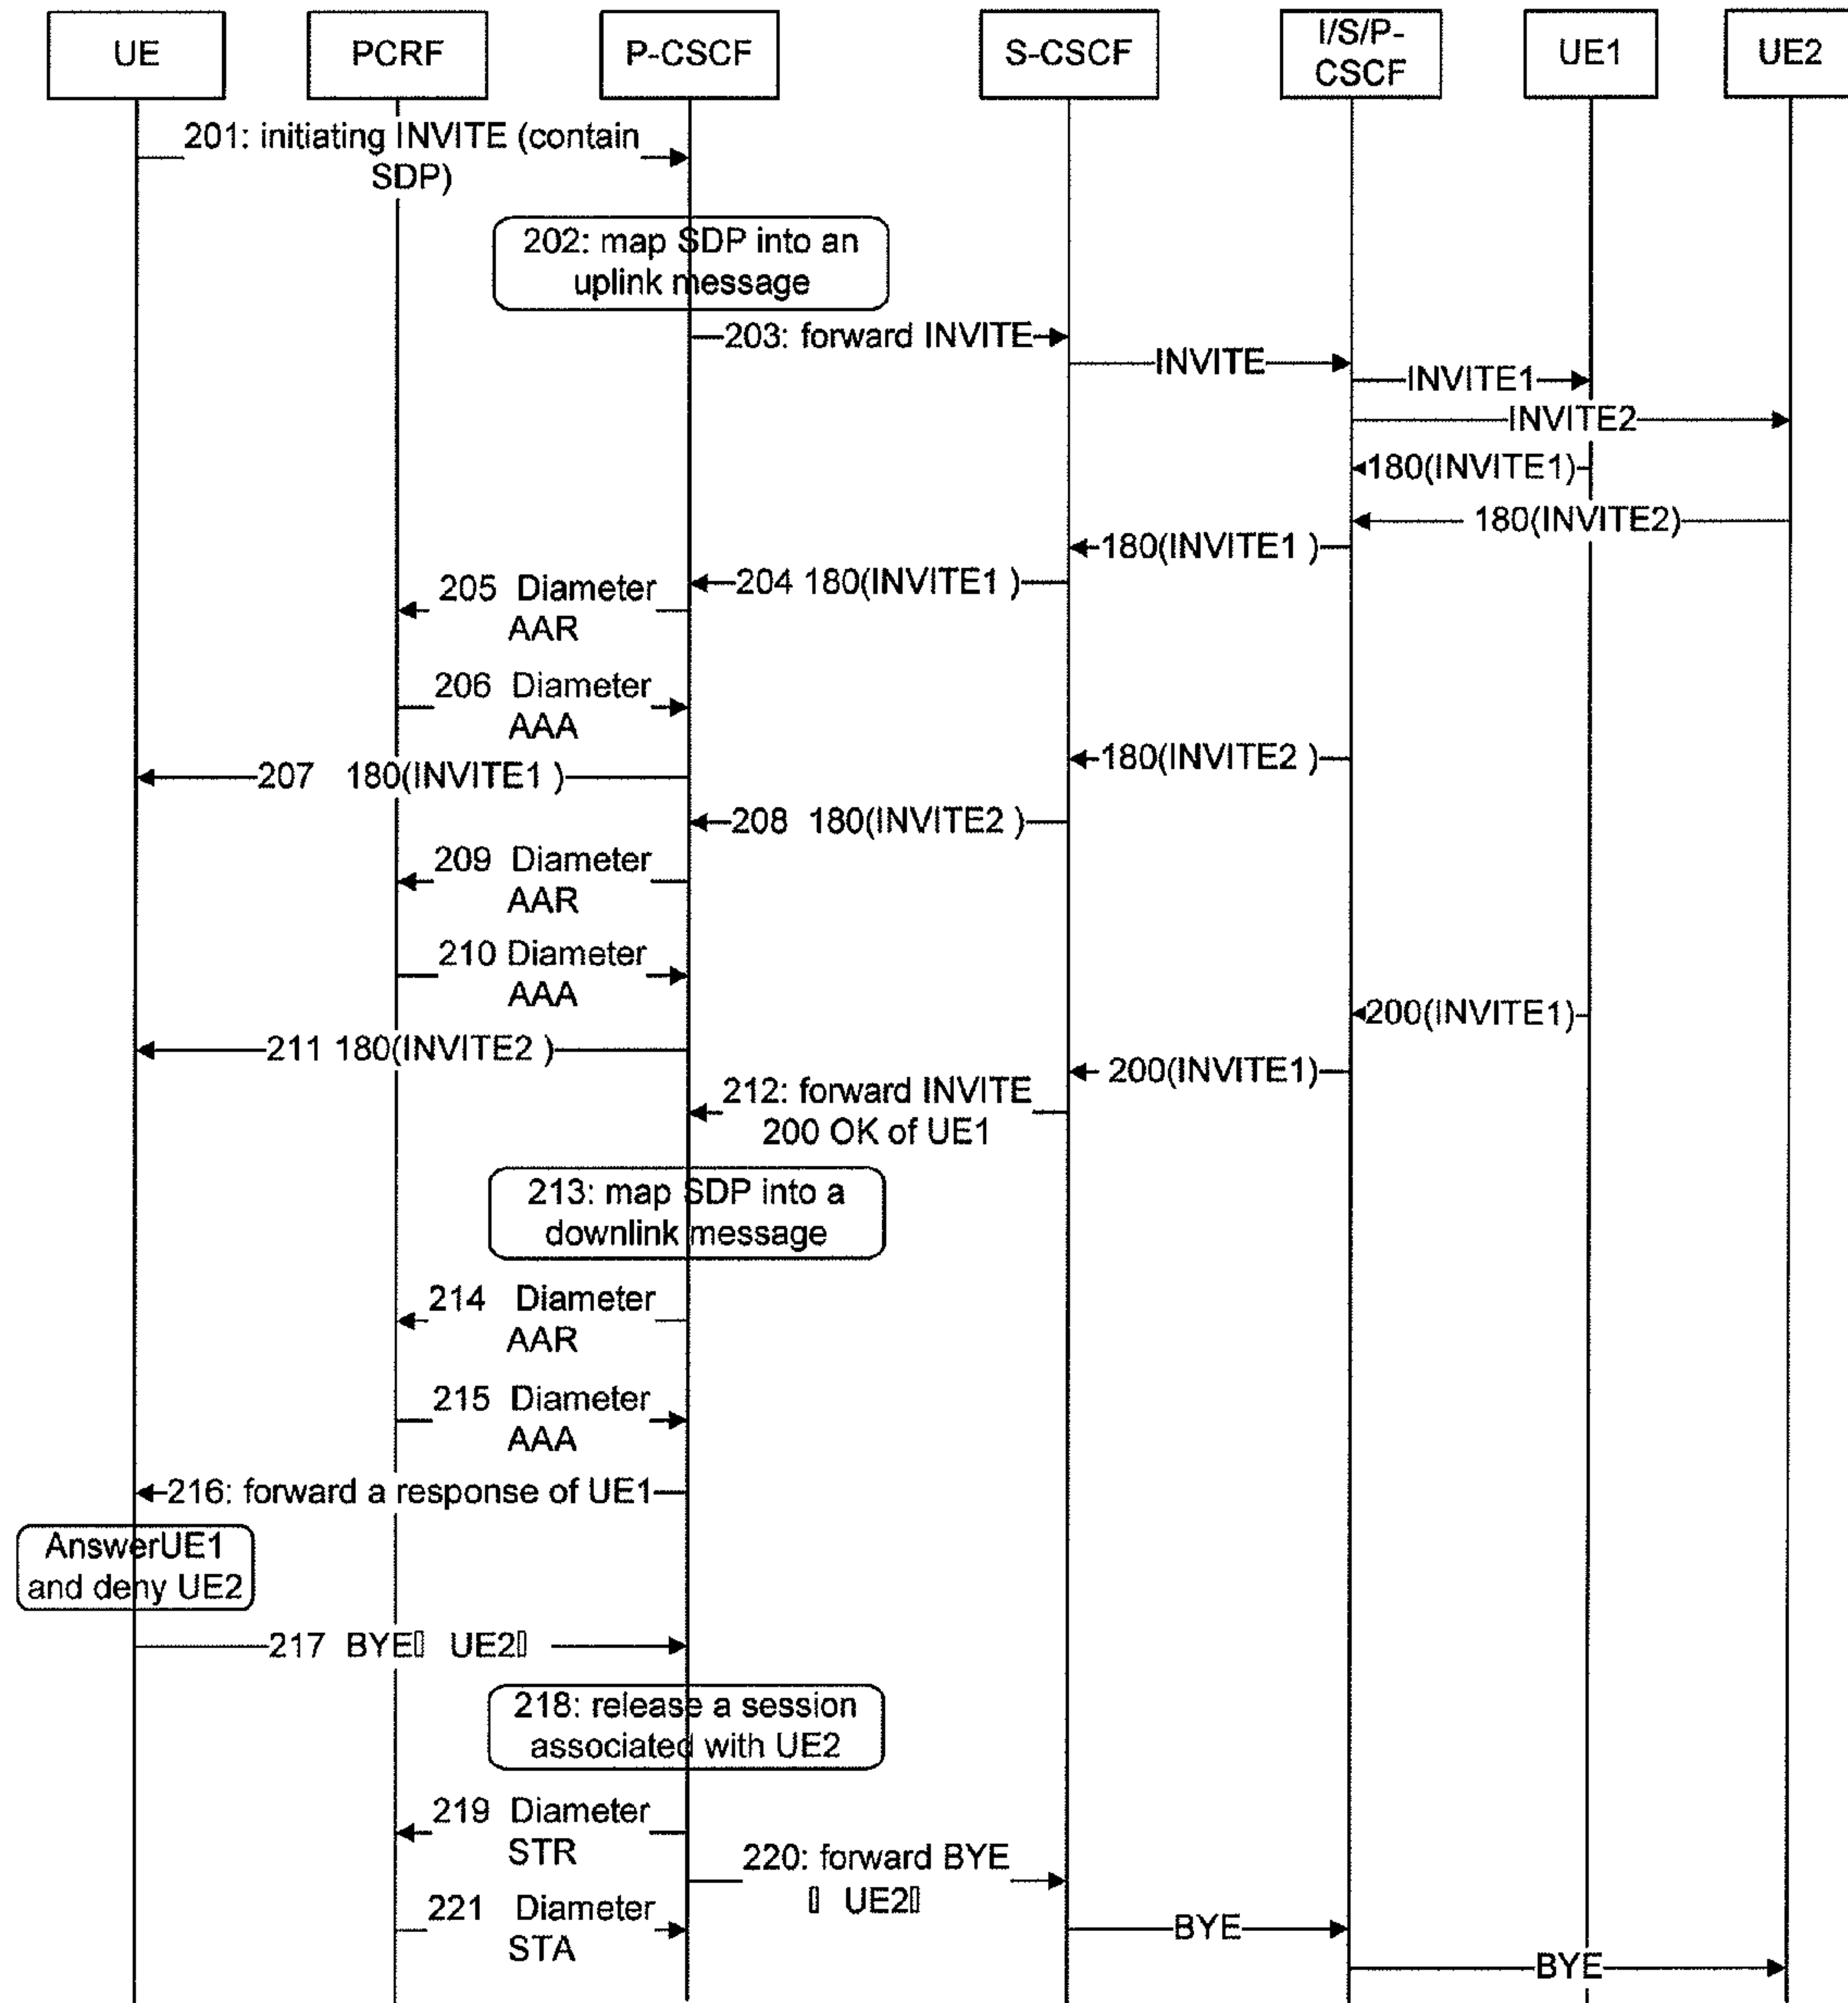 UE
PCRF
P-CSCF
S-CSCF
I/S/P-
CSCF
UE1
UE2
201: initiating INVITE (contain
SDP)
202: map SDP into an
uplink message
203: forward INVITE
INVITE
INVITE1
INVITE2
180(INVITE1)
180(INVITE2)
180(INVITE1 )
204 180(INVITE1 )
205 Diameter
AAR
206 Diameter
AAA
180(INVITE2 )
207 180(INVITE1 )
208 180(INVITE2 )
209 Diameter
AAR
210 Diameter
AAA
200(INVITE1)
211 180(INVITE2 )
200(INVITE1)
212: forward INVITE
200 OK of UE1
213: map SDP into a
downlink message
214 Diameter
AAR
215 Diameter
AAA
216: forward a response of UE1
AnswerUE1
and deny UE2
217 BYE▯ UE2▯
218: release a session
associated with UE2
219 Diameter
STR
220: forward BYE
▯ UE2▯
221 Diameter
STA
BYE
BYE